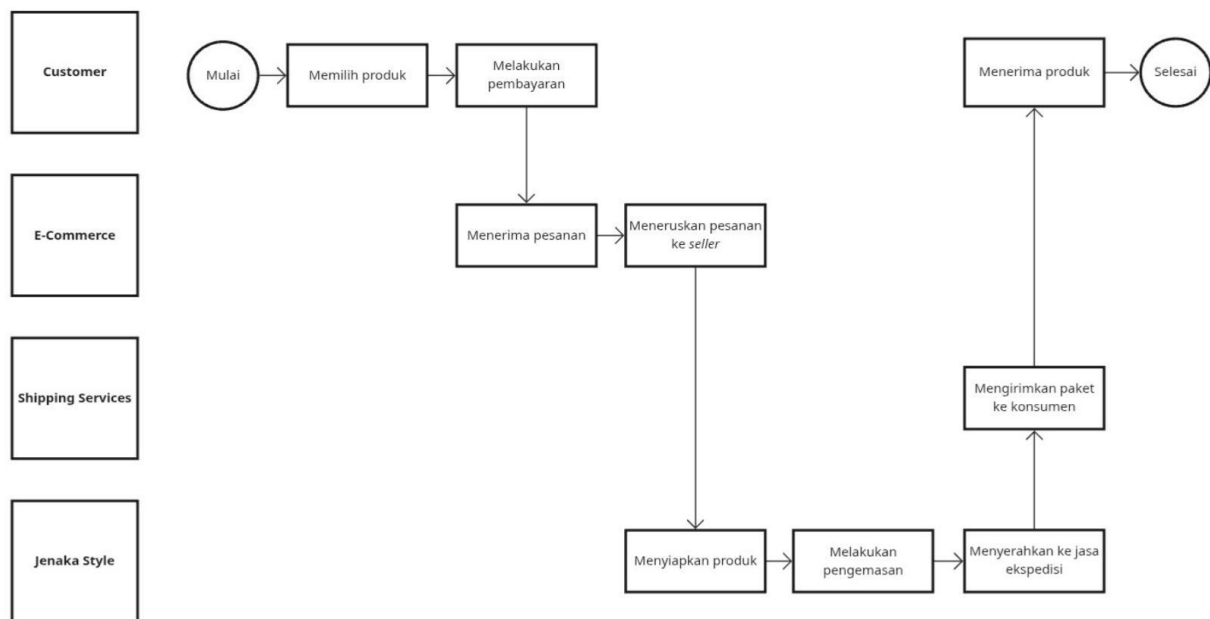 Customer
Mulai
Memilih produk
Melakukan
pembayaran
Menerima produk
Selesai
E-Commerce
Menerima pesanan
Meneruskan pesanan
ke seller
Shipping Services
Mengirimkan paket
ke konsumen
Jenaka Style
Menyiapkan produk
Melakukan
pengemasan
Menyerahkan ke jasa
ekspedisi